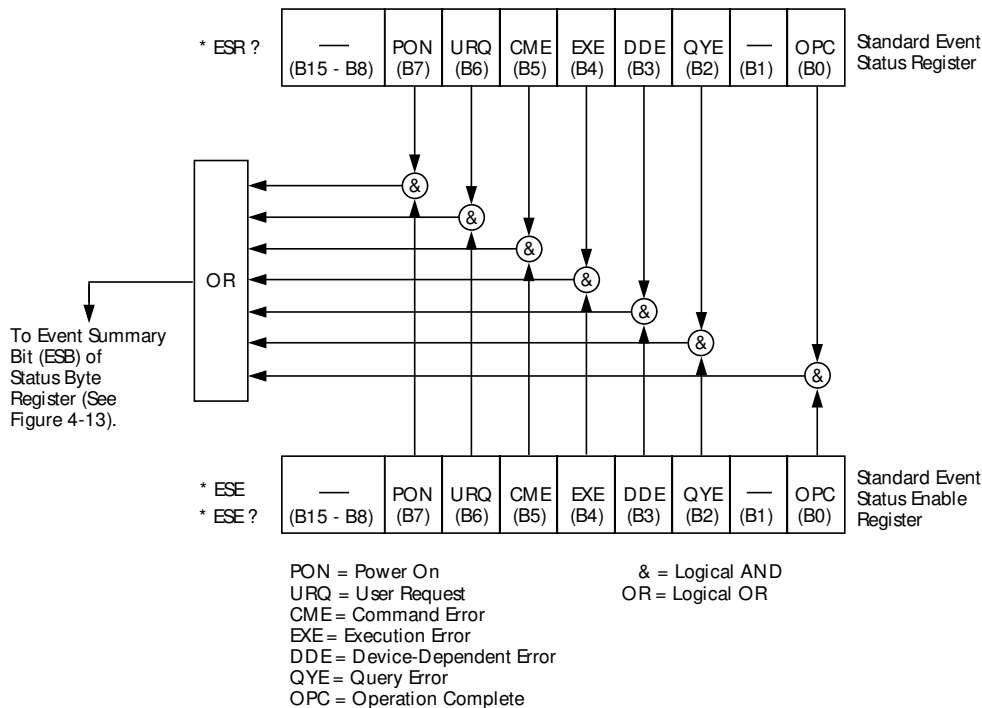 * ESR ?
— PON URQ CME EXE DDE QYE — OPC
(B15 - B8) (B7) (B6) (B5) (B4) (B3) (B2) (B1) (B0)
Standard Event
Status Register
&
&
&
&
&
&
&
OR
To Event Summary
Bit (ESB) of
Status Byte
Register (See
Figure 4-13).
* ESE
* ESE ?
— PON URQ CME EXE DDE QYE — OPC
(B15 - B8) (B7) (B6) (B5) (B4) (B3) (B2) (B1) (B0)
Standard Event
Status Enable
Register
PON = Power On
URQ = User Request
CME = Command Error
EXE = Execution Error
DDE = Device-Dependent Error
QYE = Query Error
OPC = Operation Complete
& = Logical AND
OR = Logical OR